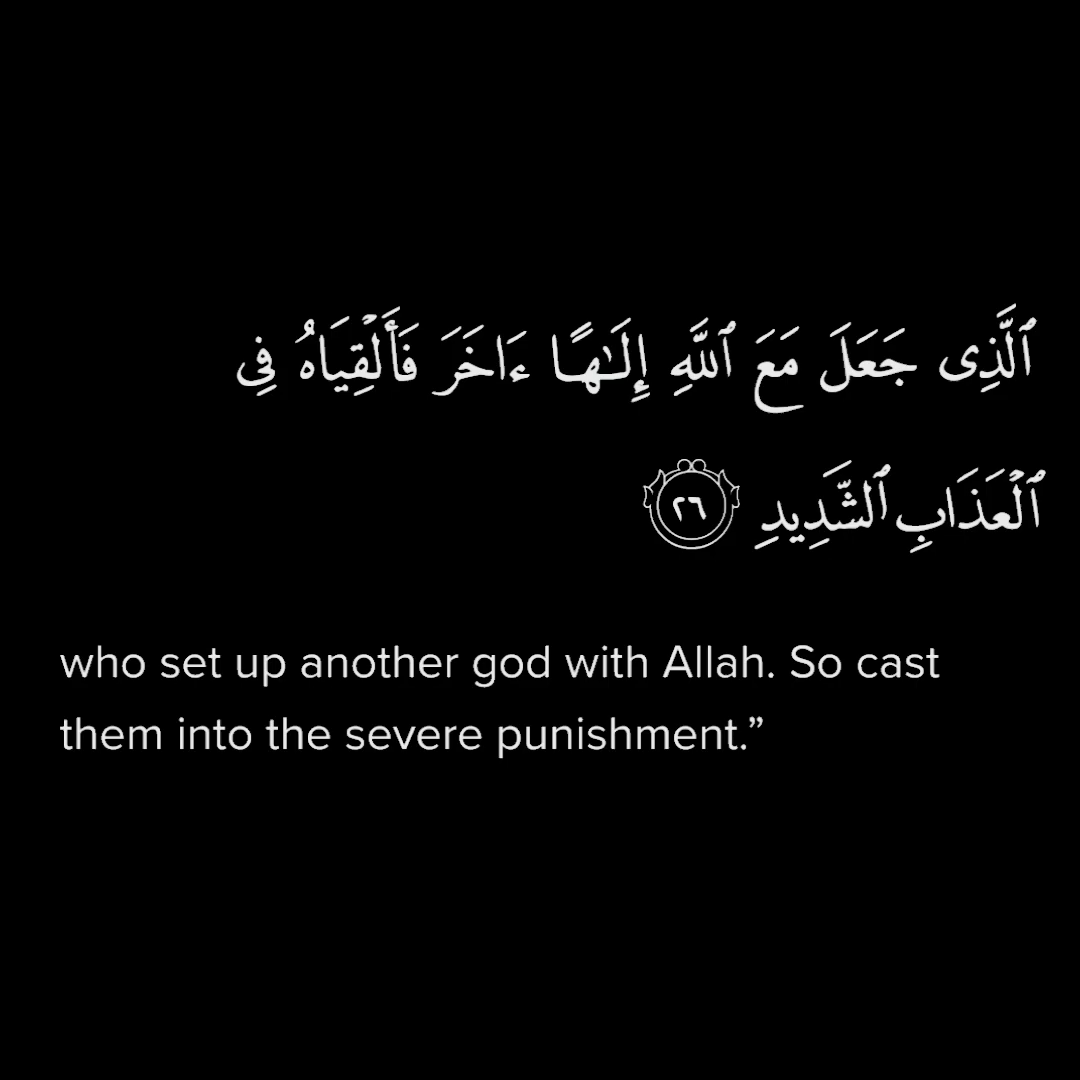 ٱلَّذِى جَعَلَ مَعَ ٱللَّهِ إِلَـٰهًا ءَاخَرَ فَأَلْقِيَاهُ فِى
ٱلْعَذَابِ ٱلشَّدِيدِ ٢٦
who set up another god with Allah. So cast
them into the severe punishment.”